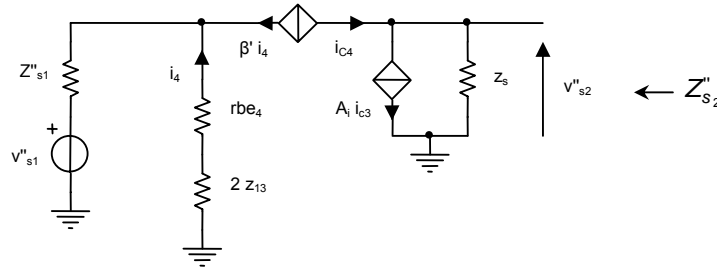 β' i4 iC4
Z"s1 i4 zs v"s2 Z"s2
rbe4 Ai ic3
+
v"s1
2 z13